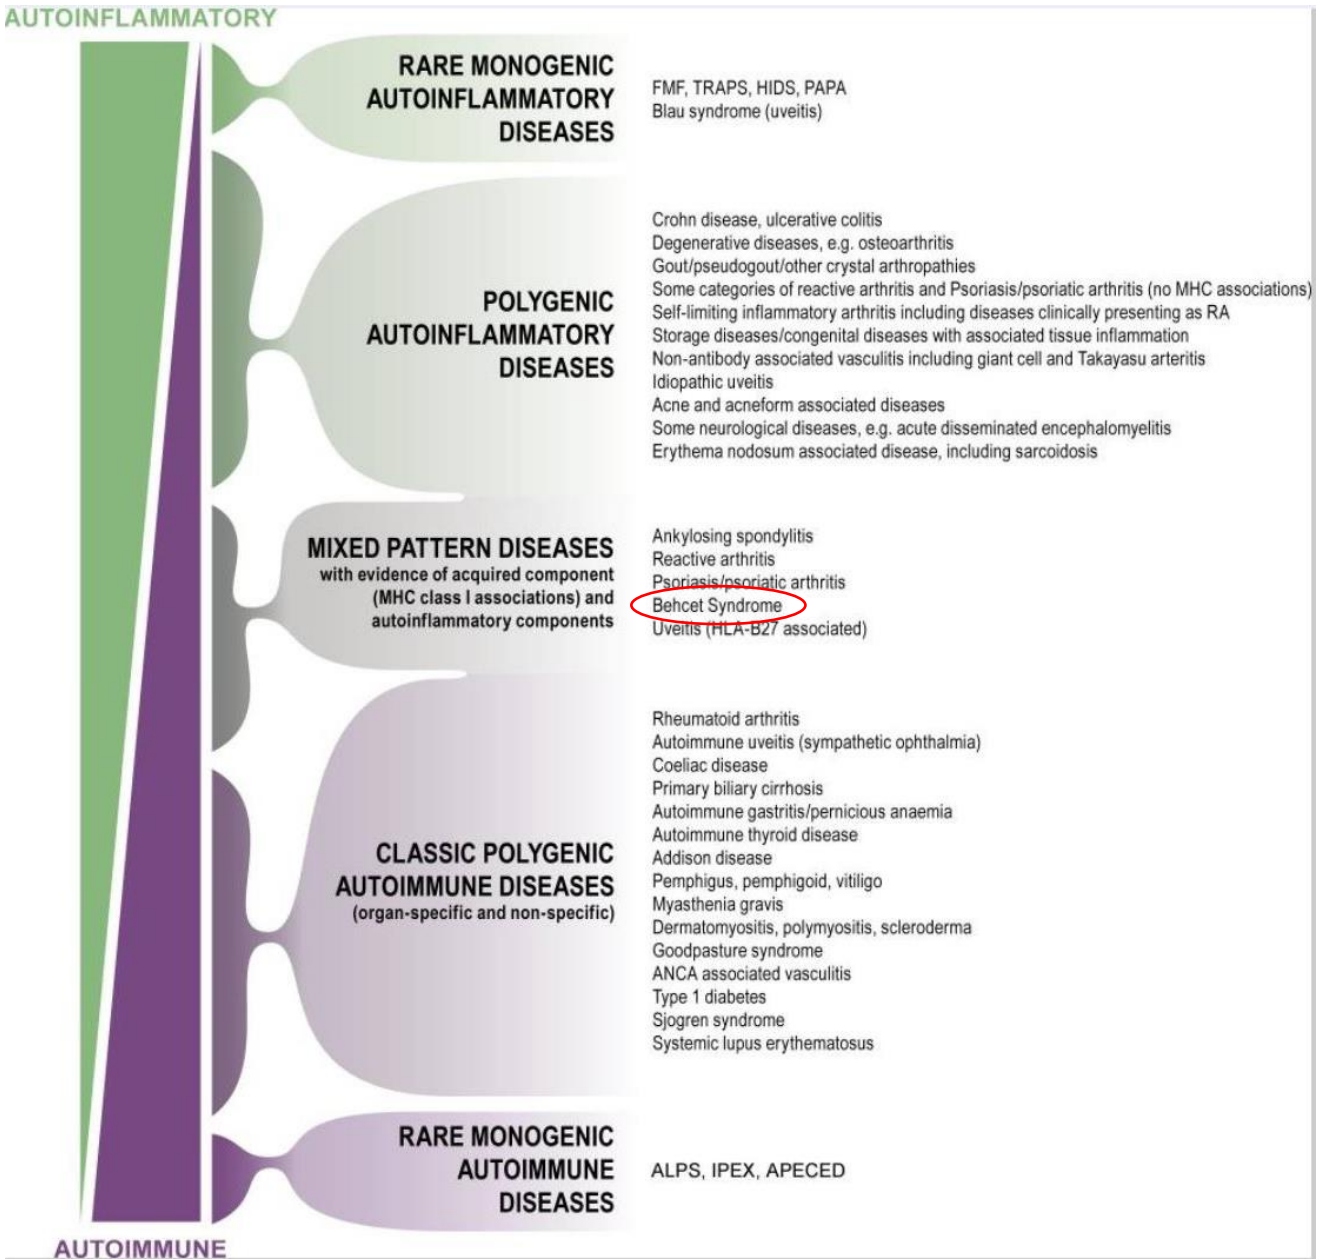 AUTOINFLAMMATORY
RARE MONOGENIC
AUTOINFLAMMATORY
DISEASES
FMF, TRAPS, HIDS, PAPA
Blau syndrome (uveitis)
POLYGENIC
AUTOINFLAMMATORY
DISEASES
Crohn disease, ulcerative colitis
Degenerative diseases, e.g. osteoarthritis
Gout/pseudogout/other crystal arthropathies
Some categories of reactive arthritis and Psoriasis/psoriatic arthritis (no MHC associations)
Self-limiting inflammatory arthritis including diseases clinically presenting as RA
Storage diseases/congenital diseases with associated tissue inflammation
Non-antibody associated vasculitis including giant cell and Takayasu arteritis
Idiopathic uveitis
Acne and acneform associated diseases
Some neurological diseases, e.g. acute disseminated encephalomyelitis
Erythema nodosum associated disease, including sarcoidosis
MIXED PATTERN DISEASES
with evidence of acquired component
(MHC class I associations) and
autoinflammatory components
Ankylosing spondylitis
Reactive arthritis
Psoriasis/psoriatic arthritis
Behcet Syndrome
Uveitis (HLA-B27 associated)
CLASSIC POLYGENIC
AUTOIMMUNE DISEASES
(organ-specific and non-specific)
Rheumatoid arthritis
Autoimmune uveitis (sympathetic ophthalmia)
Coeliac disease
Primary biliary cirrhosis
Autoimmune gastritis/pernicious anaemia
Autoimmune thyroid disease
Addison disease
Pemphigus, pemphigoid, vitiligo
Myasthenia gravis
Dermatomyositis, polymyositis, scleroderma
Goodpasture syndrome
ANCA associated vasculitis
Type 1 diabetes
Sjogren syndrome
Systemic lupus erythematosus
RARE MONOGENIC
AUTOIMMUNE
DISEASES
ALPS, IPEX, APECED
AUTOIMMUNE